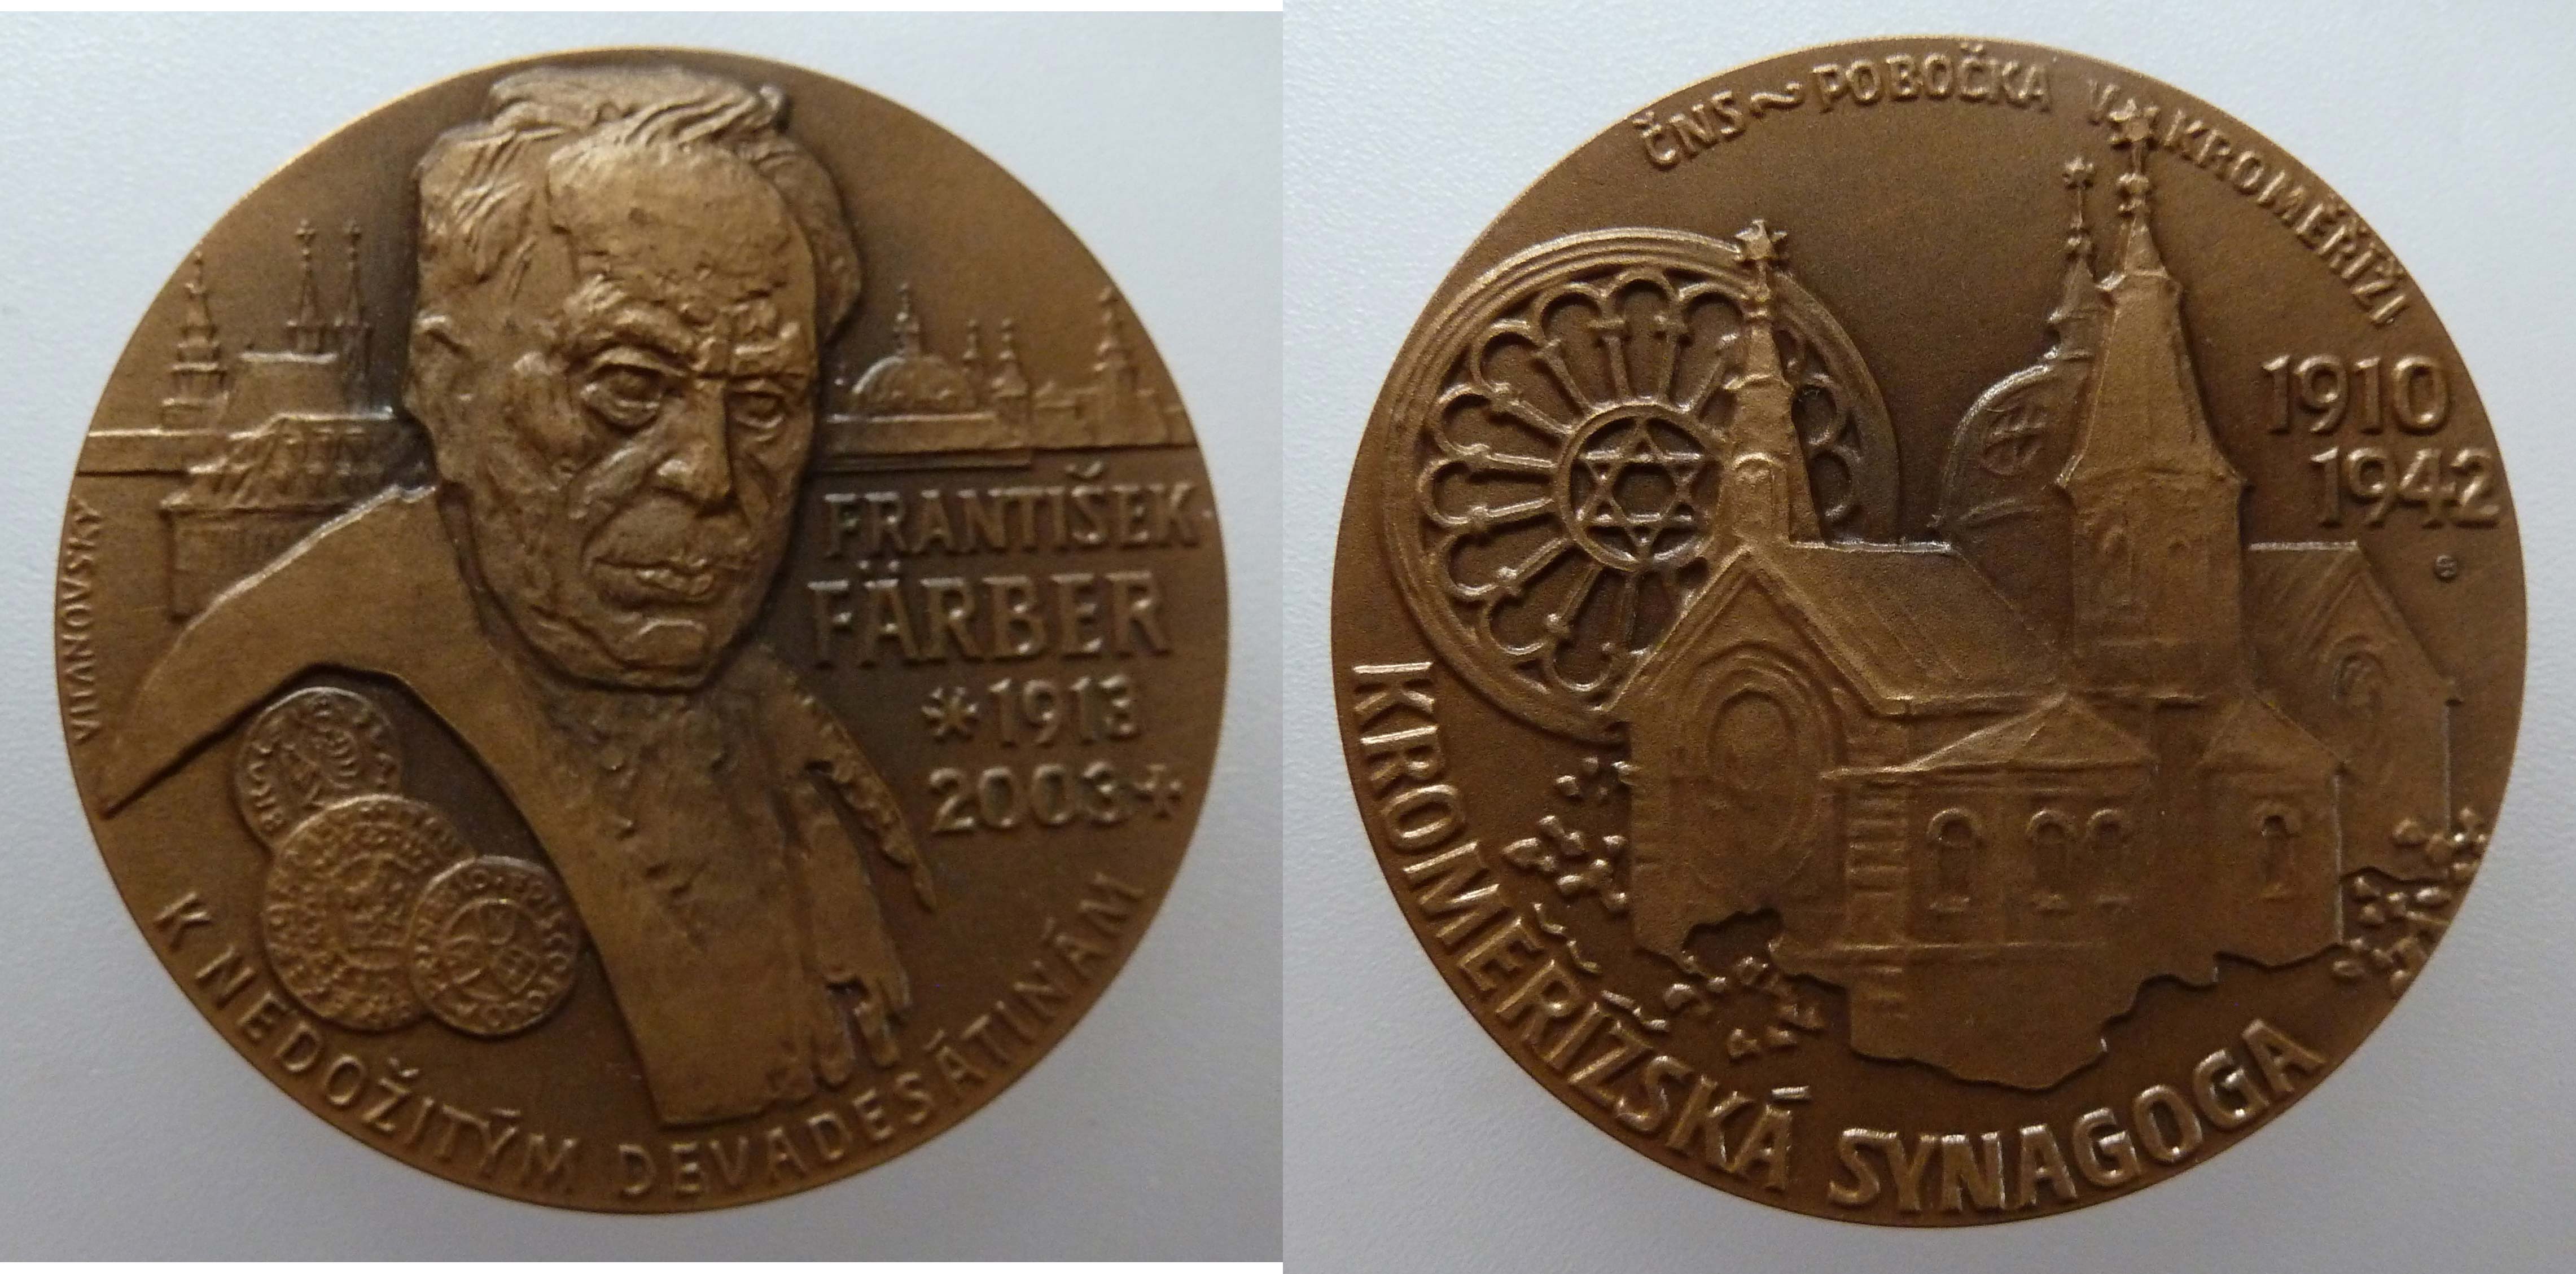 FRANTIŠEK
FÄRBER
*1913
2003
K NEDOŽITÝM DEVADESÁTINÁM
VITANOVSKÝ
ČNS ~ POBOČKA V KROMĚŘÍŽI
1910
1942
KROMĚŘÍŽSKÁ SYNAGOGA